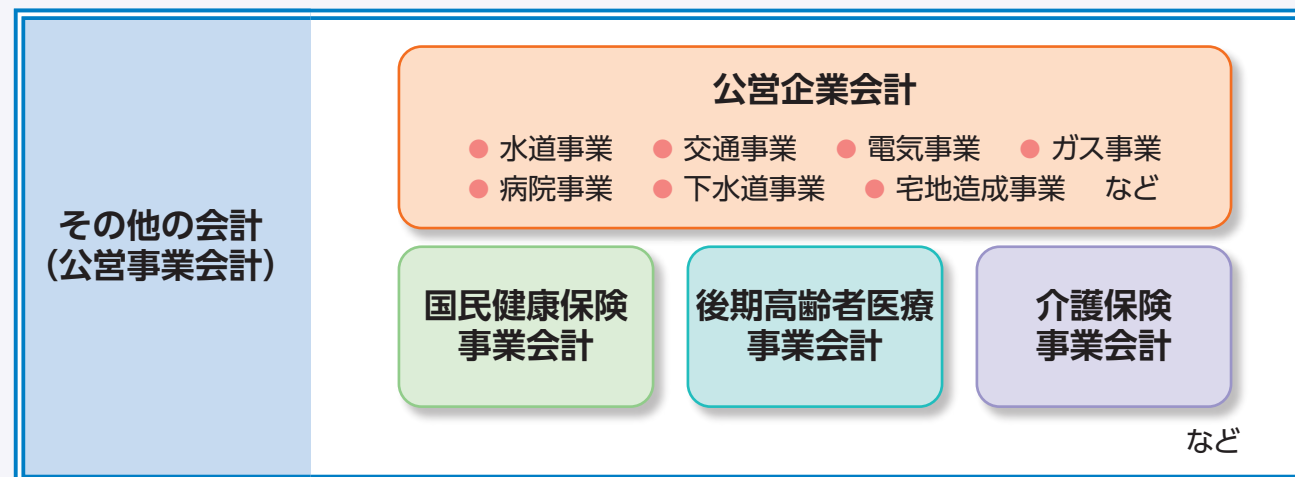 その他の会計
（公営事業会計）
公営企業会計
● 水道事業 ● 交通事業 ● 電気事業 ● ガス事業
● 病院事業 ● 下水道事業 ● 宅地造成事業 など
国民健康保険
事業会計
後期高齢者医療
事業会計
介護保険
事業会計
など